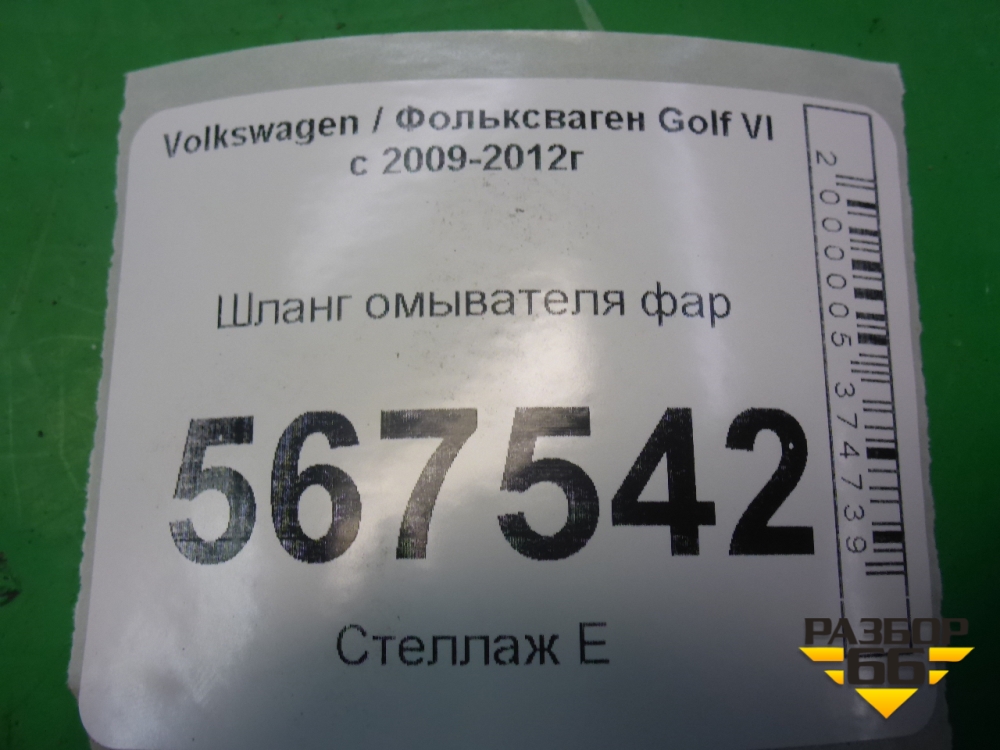 Volkswagen / Фольксваген Golf VI
с 2009-2012г
Шланг омывателя фар
567542
Стеллаж Е
2000005374739
РАЗБОР
66